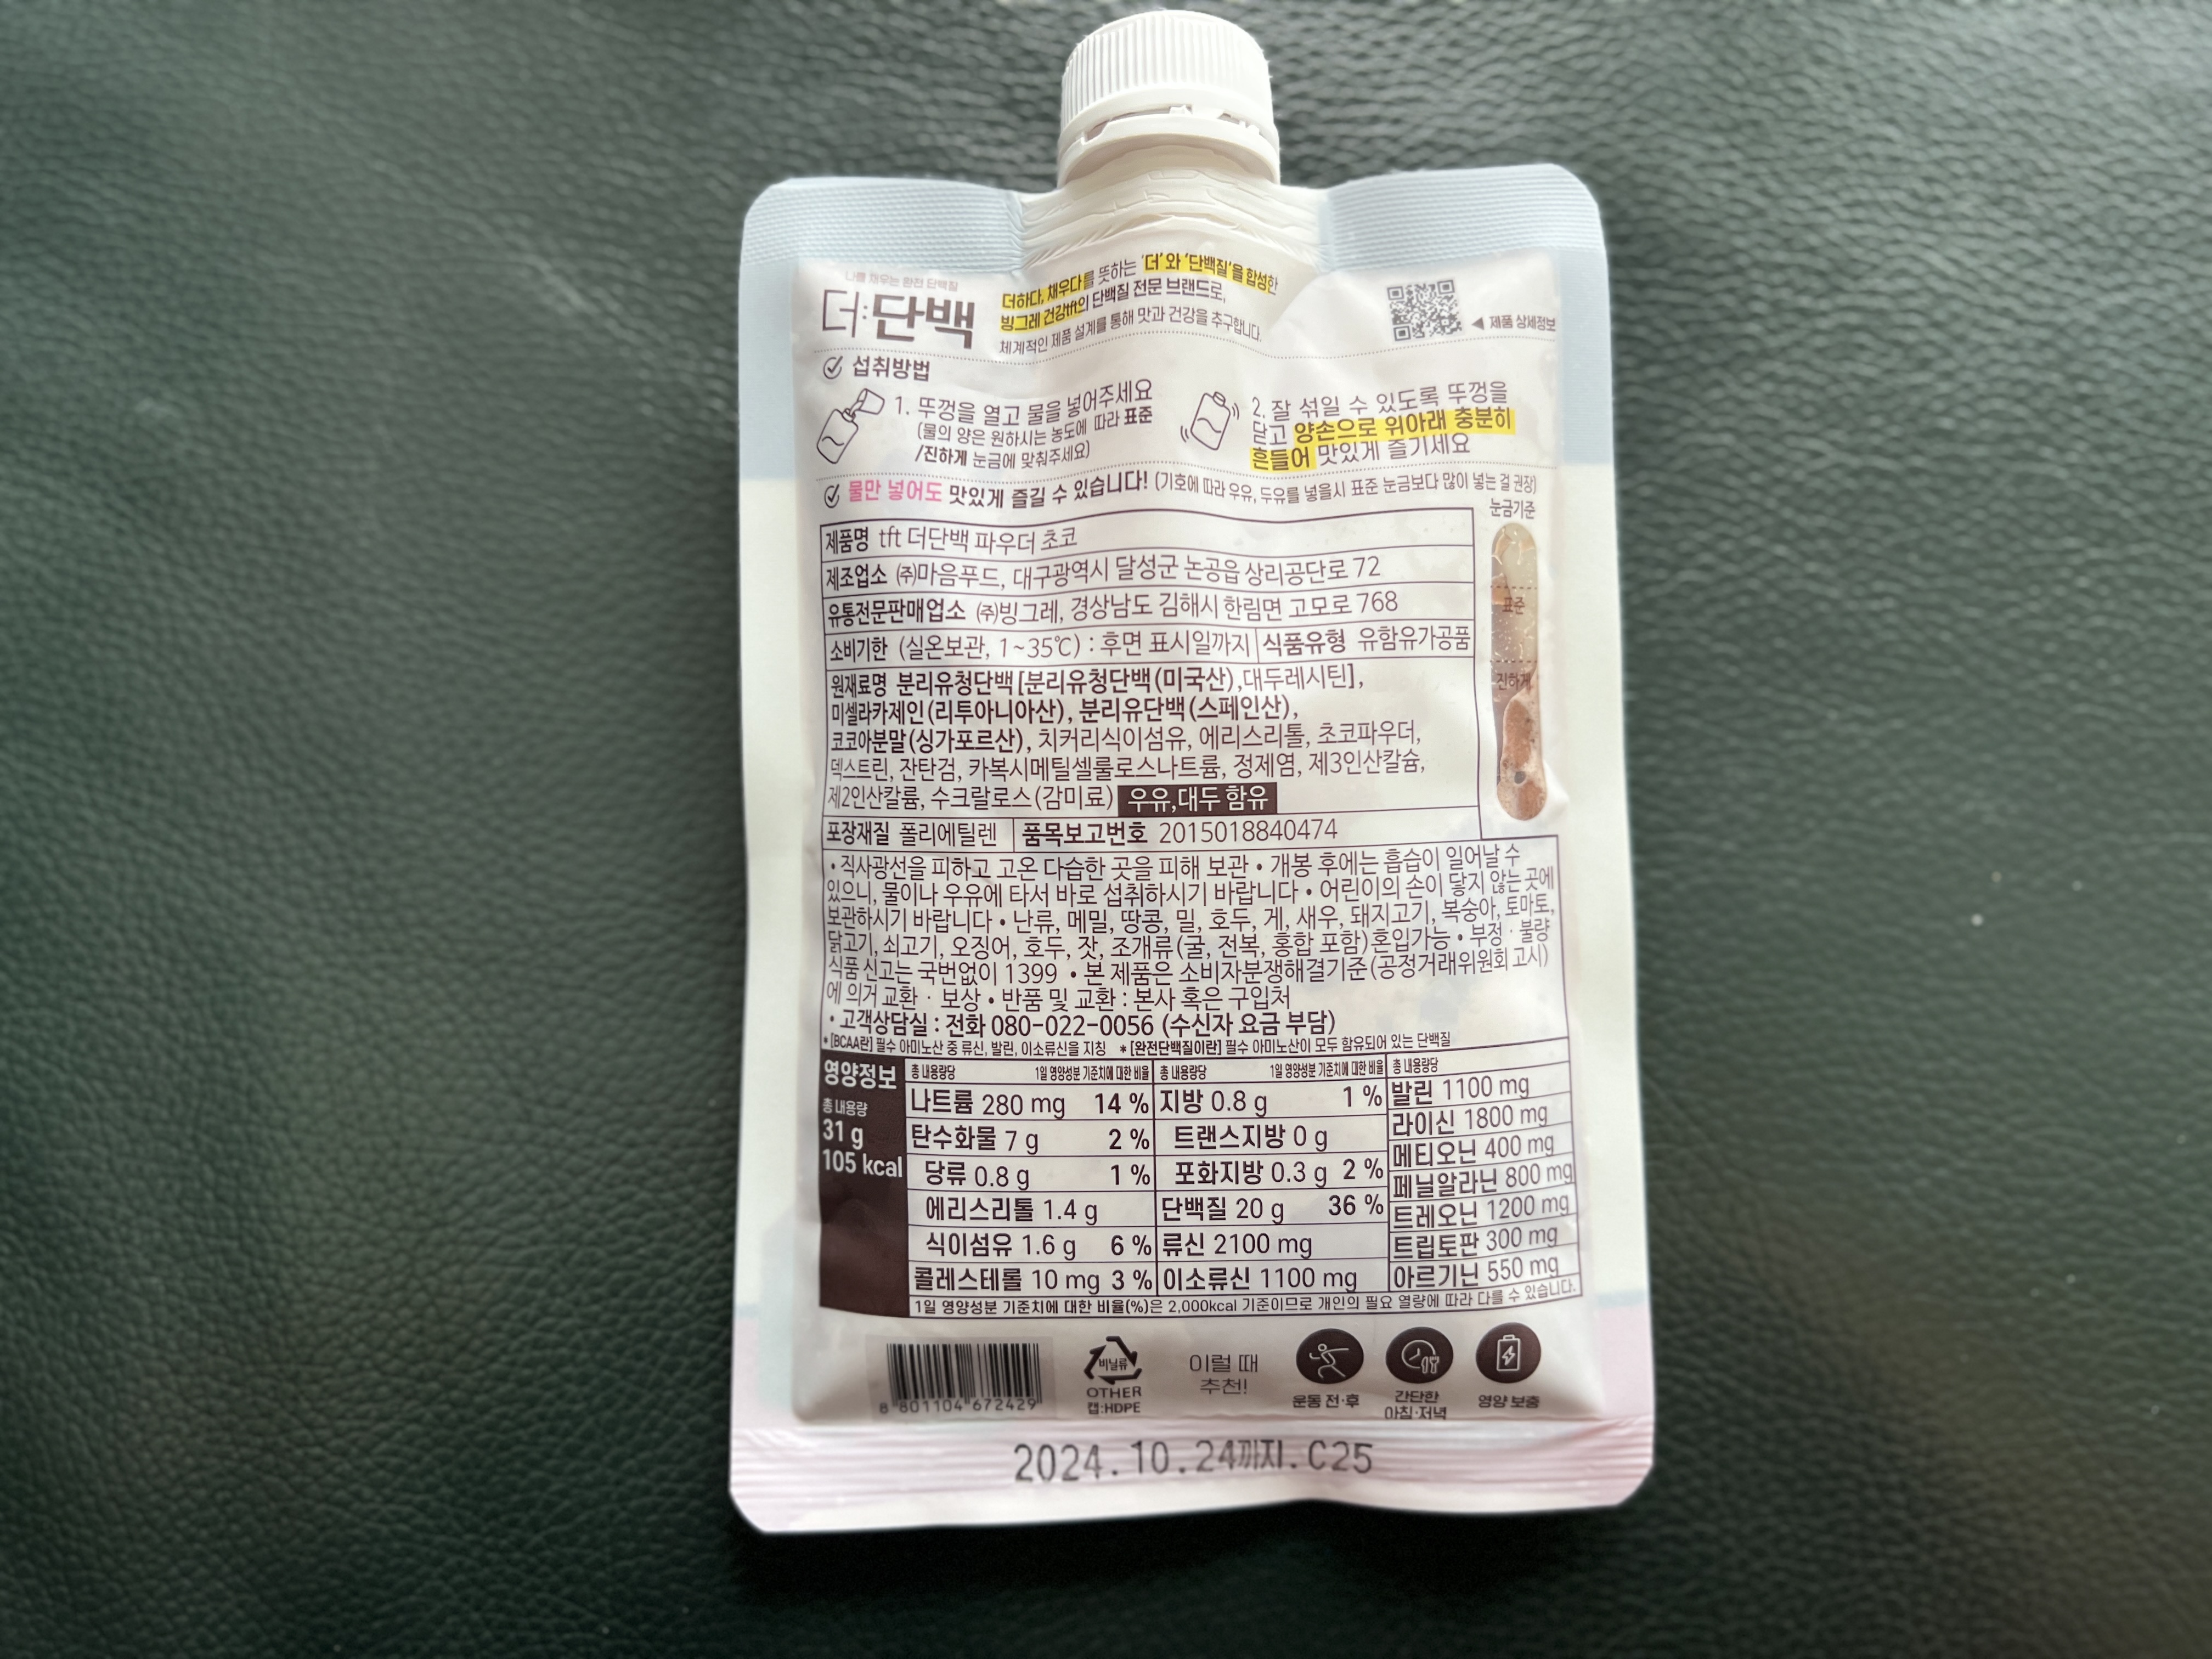 나를 채우는 완전 단백질
더:단백
더하다, 채우다를 뜻하는 '더'와 '단백질'을 합성한
빙그레 건강tft의 단백질 전문 브랜드로,
체계적인 제품 설계를 통해 맛과 건강을 추구합니다.
◀ 제품 상세정보
섭취방법
1. 뚜껑을 열고 물을 넣어주세요
(물의 양은 원하시는 농도에 따라 표준
/진하게 눈금에 맞춰주세요)
2. 잘 섞일 수 있도록 뚜껑을
닫고 양손으로 위아래 충분히
흔들어 맛있게 즐기세요
물만 넣어도 맛있게 즐길 수 있습니다! (기호에 따라 우유, 두유를 넣을시 표준 눈금보다 많이 넣는 걸 권장)
눈금기준
표준
진하게
제품명 tft 더단백 파우더 초코
제조업소 ㈜마음푸드, 대구광역시 달성군 논공읍 상리공단로 72
유통전문판매업소 ㈜빙그레, 경상남도 김해시 한림면 고모로 768
소비기한 (실온보관, 1~35℃) : 후면 표시일까지 식품유형 유함유가공품
원재료명 분리유청단백[분리유청단백(미국산),대두레시틴],
미셀라카제인(리투아니아산), 분리유단백(스페인산),
코코아분말(싱가포르산), 치커리식이섬유, 에리스리톨, 초코파우더,
덱스트린, 잔탄검, 카복시메틸셀룰로스나트륨, 정제염, 제3인산칼슘,
제2인산칼륨, 수크랄로스(감미료) 우유,대두 함유
포장재질 폴리에틸렌 품목보고번호 2015018840474
• 직사광선을 피하고 고온 다습한 곳을 피해 보관 • 개봉 후에는 흡습이 일어날 수
있으니, 물이나 우유에 타서 바로 섭취하시기 바랍니다 • 어린이의 손이 닿지 않는 곳에
보관하시기 바랍니다 • 난류, 메밀, 땅콩, 밀, 호두, 게, 새우, 돼지고기, 복숭아, 토마토,
닭고기, 쇠고기, 오징어, 호두, 잣, 조개류(굴, 전복, 홍합 포함) 혼입가능 • 부정 · 불량
식품 신고는 국번없이 1399 • 본 제품은 소비자분쟁해결기준(공정거래위원회 고시)
에 의거 교환 · 보상 • 반품 및 교환 : 본사 혹은 구입처
• 고객상담실 : 전화 080-022-0056 (수신자 요금 부담)
* [BCAA란] 필수 아미노산 중 류신, 발린, 이소류신을 지칭 * [완전단백질이란] 필수 아미노산이 모두 함유되어 있는 단백질
영양정보
총 내용량
31 g
105 kcal
총 내용량당 1일 영양성분 기준치에 대한 비율
나트륨 280 mg 14 %
탄수화물 7 g 2 %
당류 0.8 g 1 %
에리스리톨 1.4 g
식이섬유 1.6 g 6 %
콜레스테롤 10 mg 3 %
총 내용량당 1일 영양성분 기준치에 대한 비율
지방 0.8 g 1 %
트랜스지방 0 g
포화지방 0.3 g 2 %
단백질 20 g 36 %
류신 2100 mg
이소류신 1100 mg
총 내용량당
발린 1100 mg
라이신 1800 mg
메티오닌 400 mg
페닐알라닌 800 mg
트레오닌 1200 mg
트립토판 300 mg
아르기닌 550 mg
1일 영양성분 기준치에 대한 비율(%)은 2,000kcal 기준이므로 개인의 필요 열량에 따라 다를 수 있습니다.
8 801104 672429
비닐류
OTHER
캡:HDPE
이럴 때
추천!
운동 전·후
간단한
아침·저녁
영양 보충
2024.10.24까지.C25